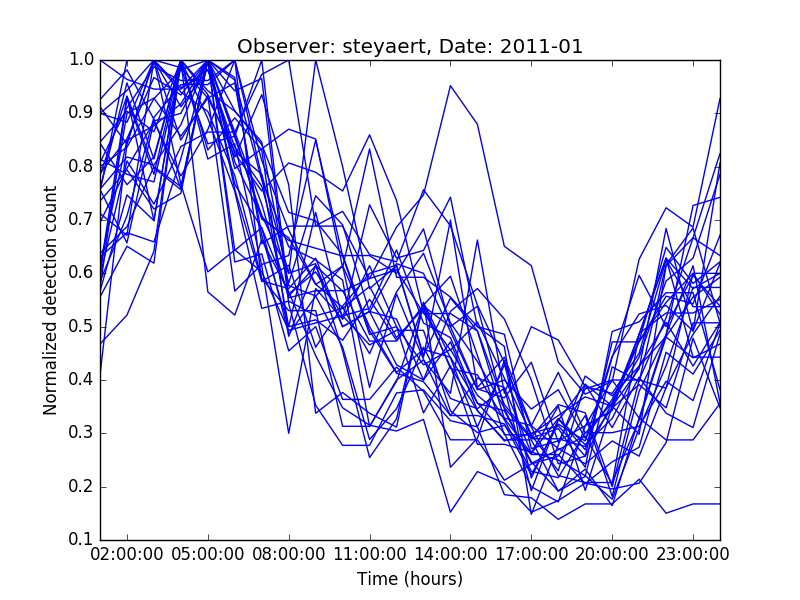 Observer: steyaert, Date: 2011-01
Normalized detection count
1.0
0.9
0.8
0.7
0.6
0.5
0.4
0.3
0.2
0.1
02:00:00 05:00:00 08:00:00 11:00:00 14:00:00 17:00:00 20:00:00 23:00:00
Time (hours)